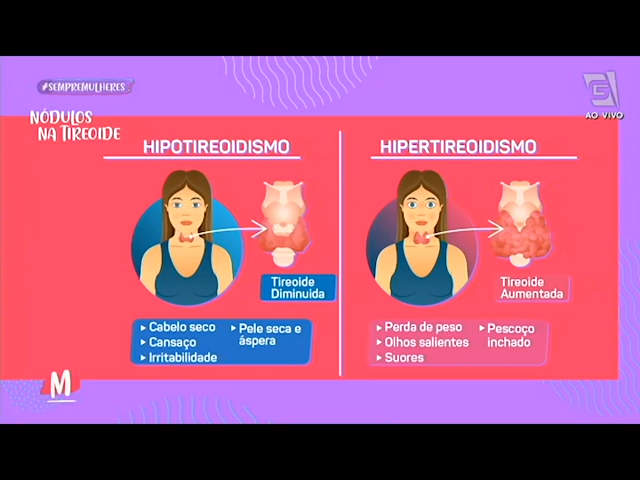 #SEMPREMULHERES
G
AO VIVO
NÓDULOS
NA TIREOIDE
HIPOTIREOIDISMO
Tireoide
Diminuida
Cabelo seco
Cansaço
Irritabilidade
Pele seca e
áspera
HIPERTIREOIDISMO
Tireoide
Aumentada
Perda de peso
Olhos salientes
Suores
Pescoço
inchado
M